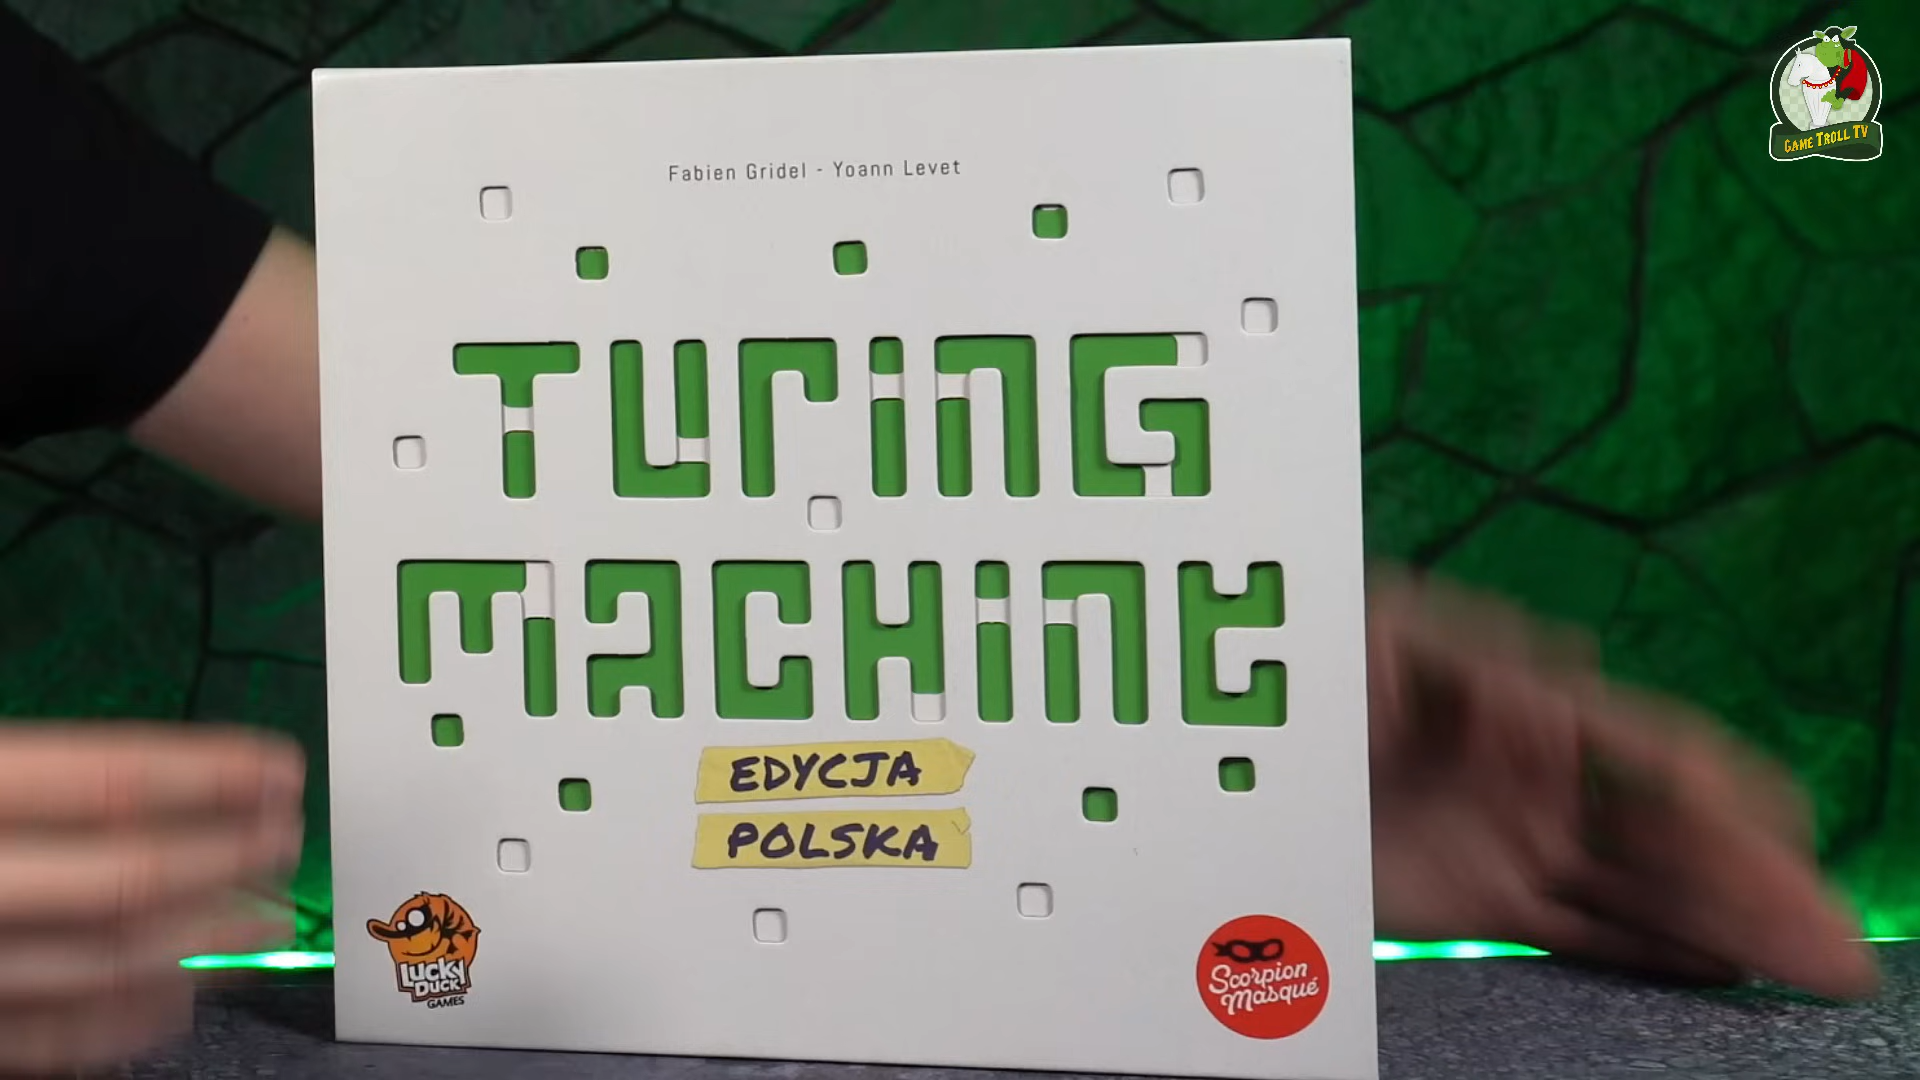 Fabien Gridel - Yoann Levet
TURING
MACHINE
EDYCJA
POLSKA
Lucky
Duck
GAMES
Scorpion
Masqué
GAME TROLL TV